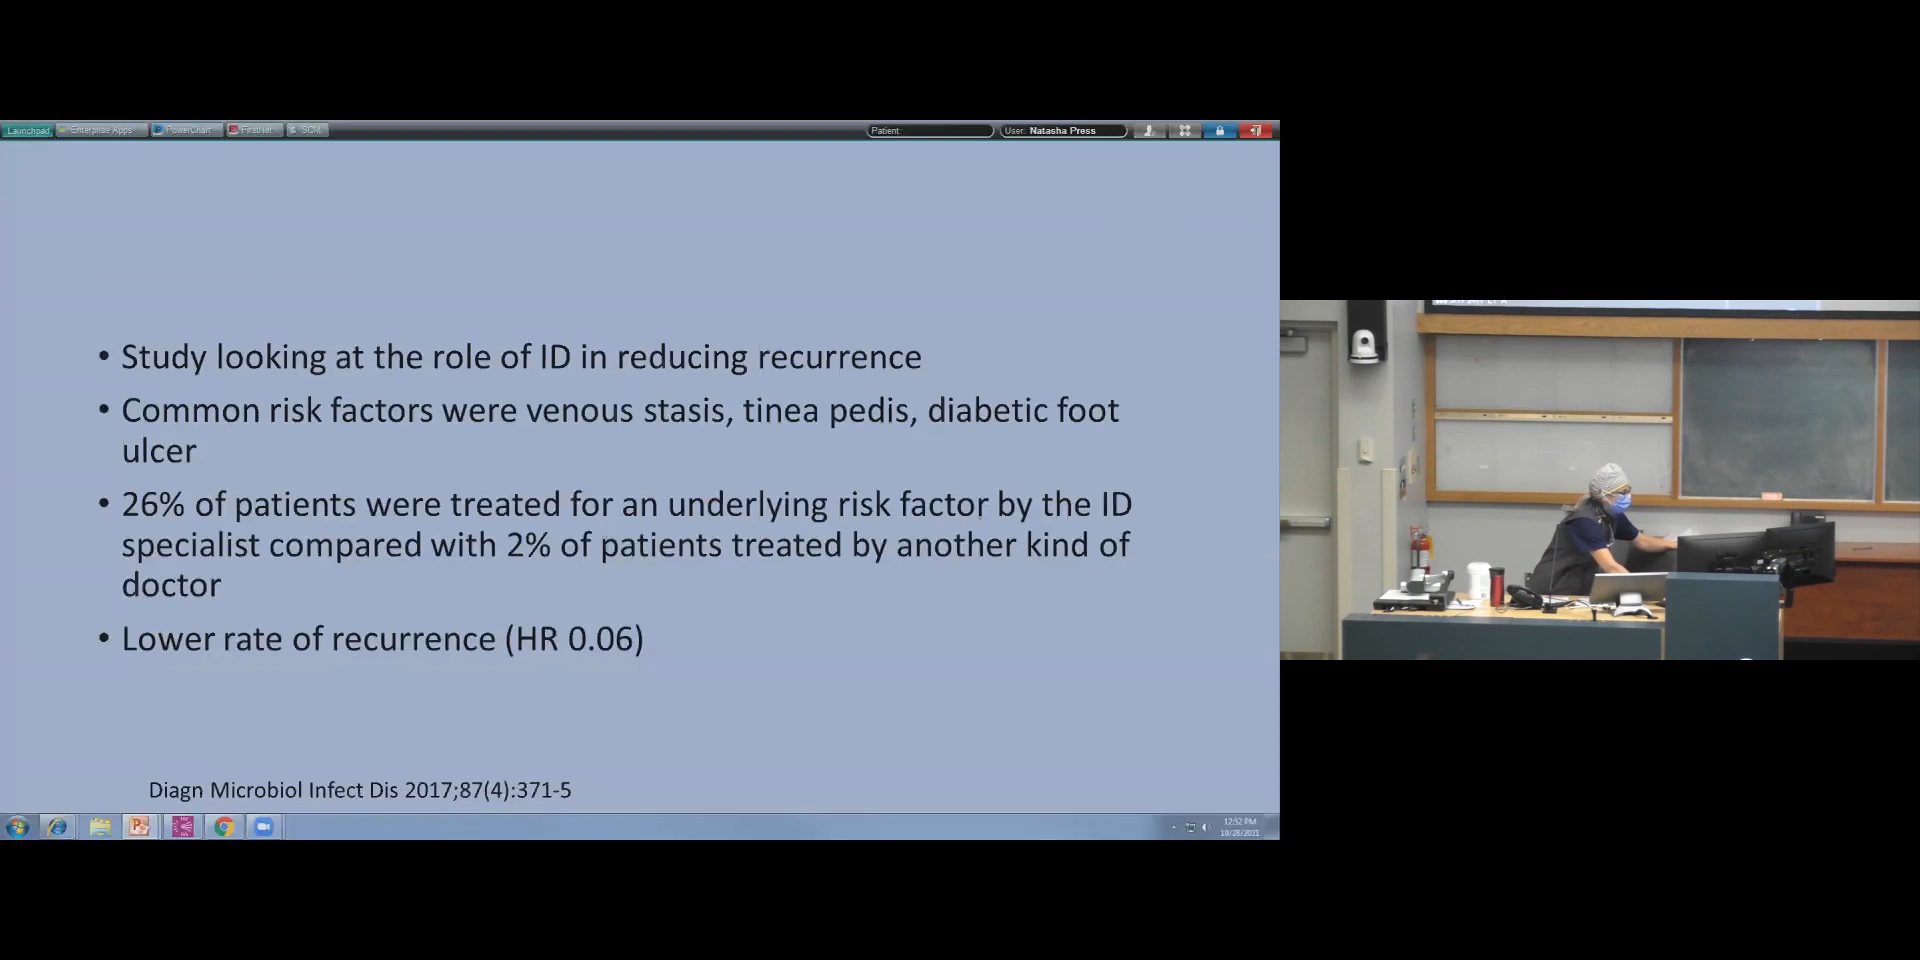 Launchpad Enterprise Apps PowerChart FirstNet SCM Patient: User: Natasha Press
• Study looking at the role of ID in reducing recurrence
• Common risk factors were venous stasis, tinea pedis, diabetic foot
ulcer
• 26% of patients were treated for an underlying risk factor by the ID
specialist compared with 2% of patients treated by another kind of
doctor
• Lower rate of recurrence (HR 0.06)
Diagn Microbiol Infect Dis 2017;87(4):371-5
12:52 PM
10/28/2021